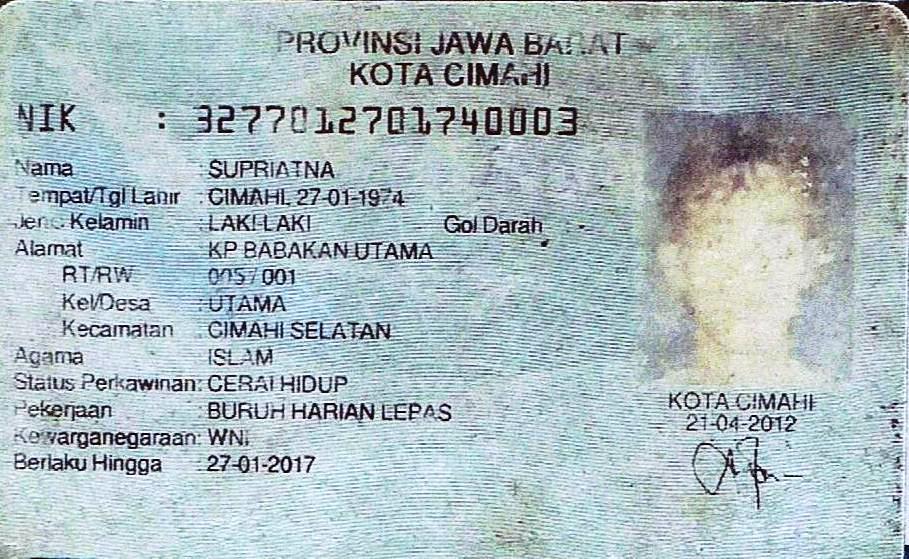 PROVINSI JAWA BARAT
KOTA CIMAHI
NIK : 3277012701740003
Nama : SUPRIATNA
Tempat/Tgl Lahir : CIMAHI, 27-01-1974
Jenis Kelamin : LAKI-LAKI Gol Darah : -
Alamat : KP BABAKAN UTAMA
RT/RW : 005/ 001
Kel/Desa : UTAMA
Kecamatan : CIMAHI SELATAN
Agama : ISLAM
Status Perkawinan: CERAI HIDUP
Pekerjaan : BURUH HARIAN LEPAS
Kewarganegaraan: WNI
Berlaku Hingga : 27-01-2017
KOTA CIMAHI
21-04-2012